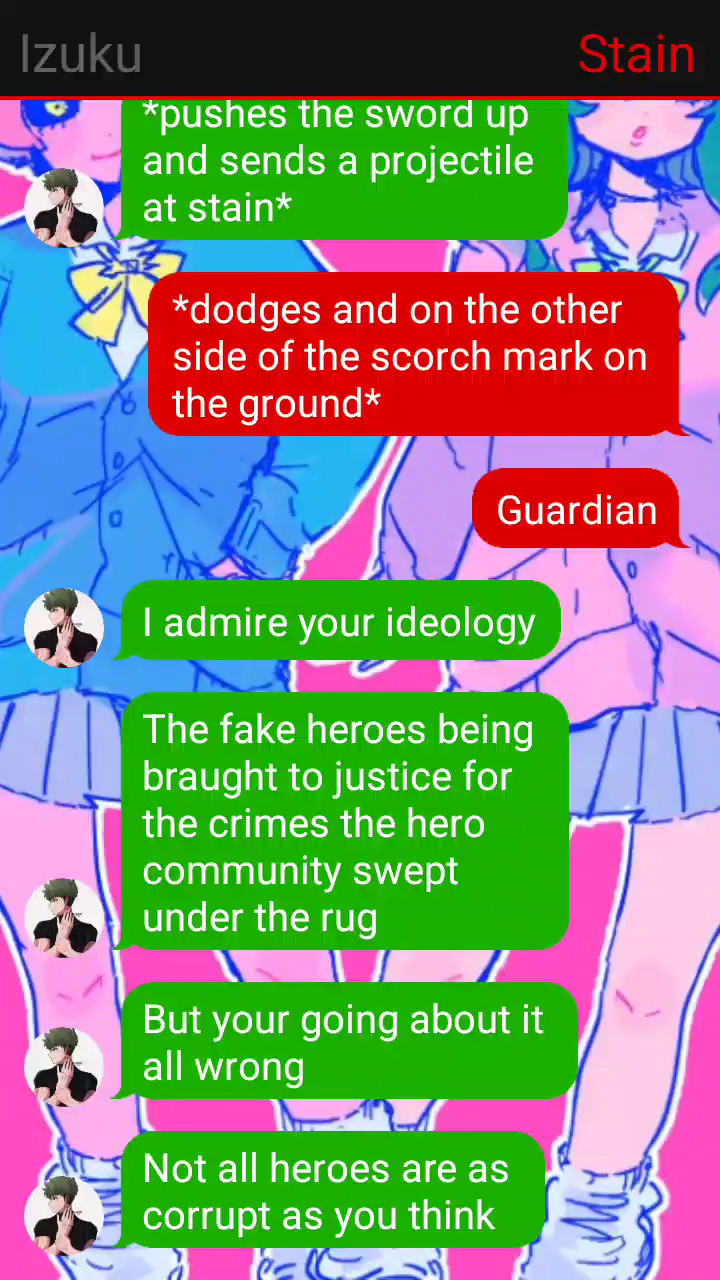 Izuku
Stain
*pushes the sword up
and sends a projectile
at stain*
*dodges and on the other
side of the scorch mark on
the ground*
Guardian
I admire your ideology
The fake heroes being
braught to justice for
the crimes the hero
community swept
under the rug
But your going about it
all wrong
Not all heroes are as
corrupt as you think